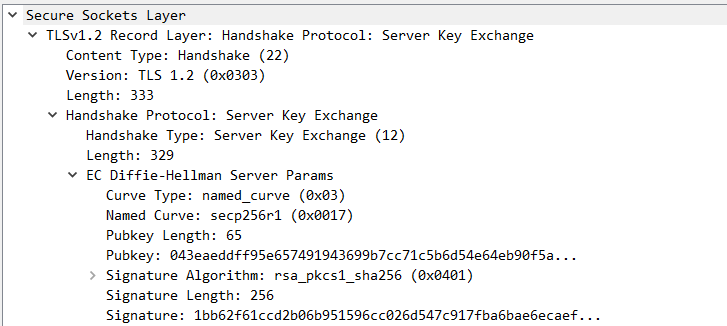 Secure Sockets Layer
TLSv1.2 Record Layer: Handshake Protocol: Server Key Exchange
Content Type: Handshake (22)
Version: TLS 1.2 (0x0303)
Length: 333
Handshake Protocol: Server Key Exchange
Handshake Type: Server Key Exchange (12)
Length: 329
EC Diffie-Hellman Server Params
Curve Type: named_curve (0x03)
Named Curve: secp256r1 (0x0017)
Pubkey Length: 65
Pubkey: 043eaeddff95e657491943699b7cc71c5b6d54e64eb90f5a...
Signature Algorithm: rsa_pkcs1_sha256 (0x0401)
Signature Length: 256
Signature: 1bb62f61ccd2b06b951596cc026d547c917fba6bae6ecaef...